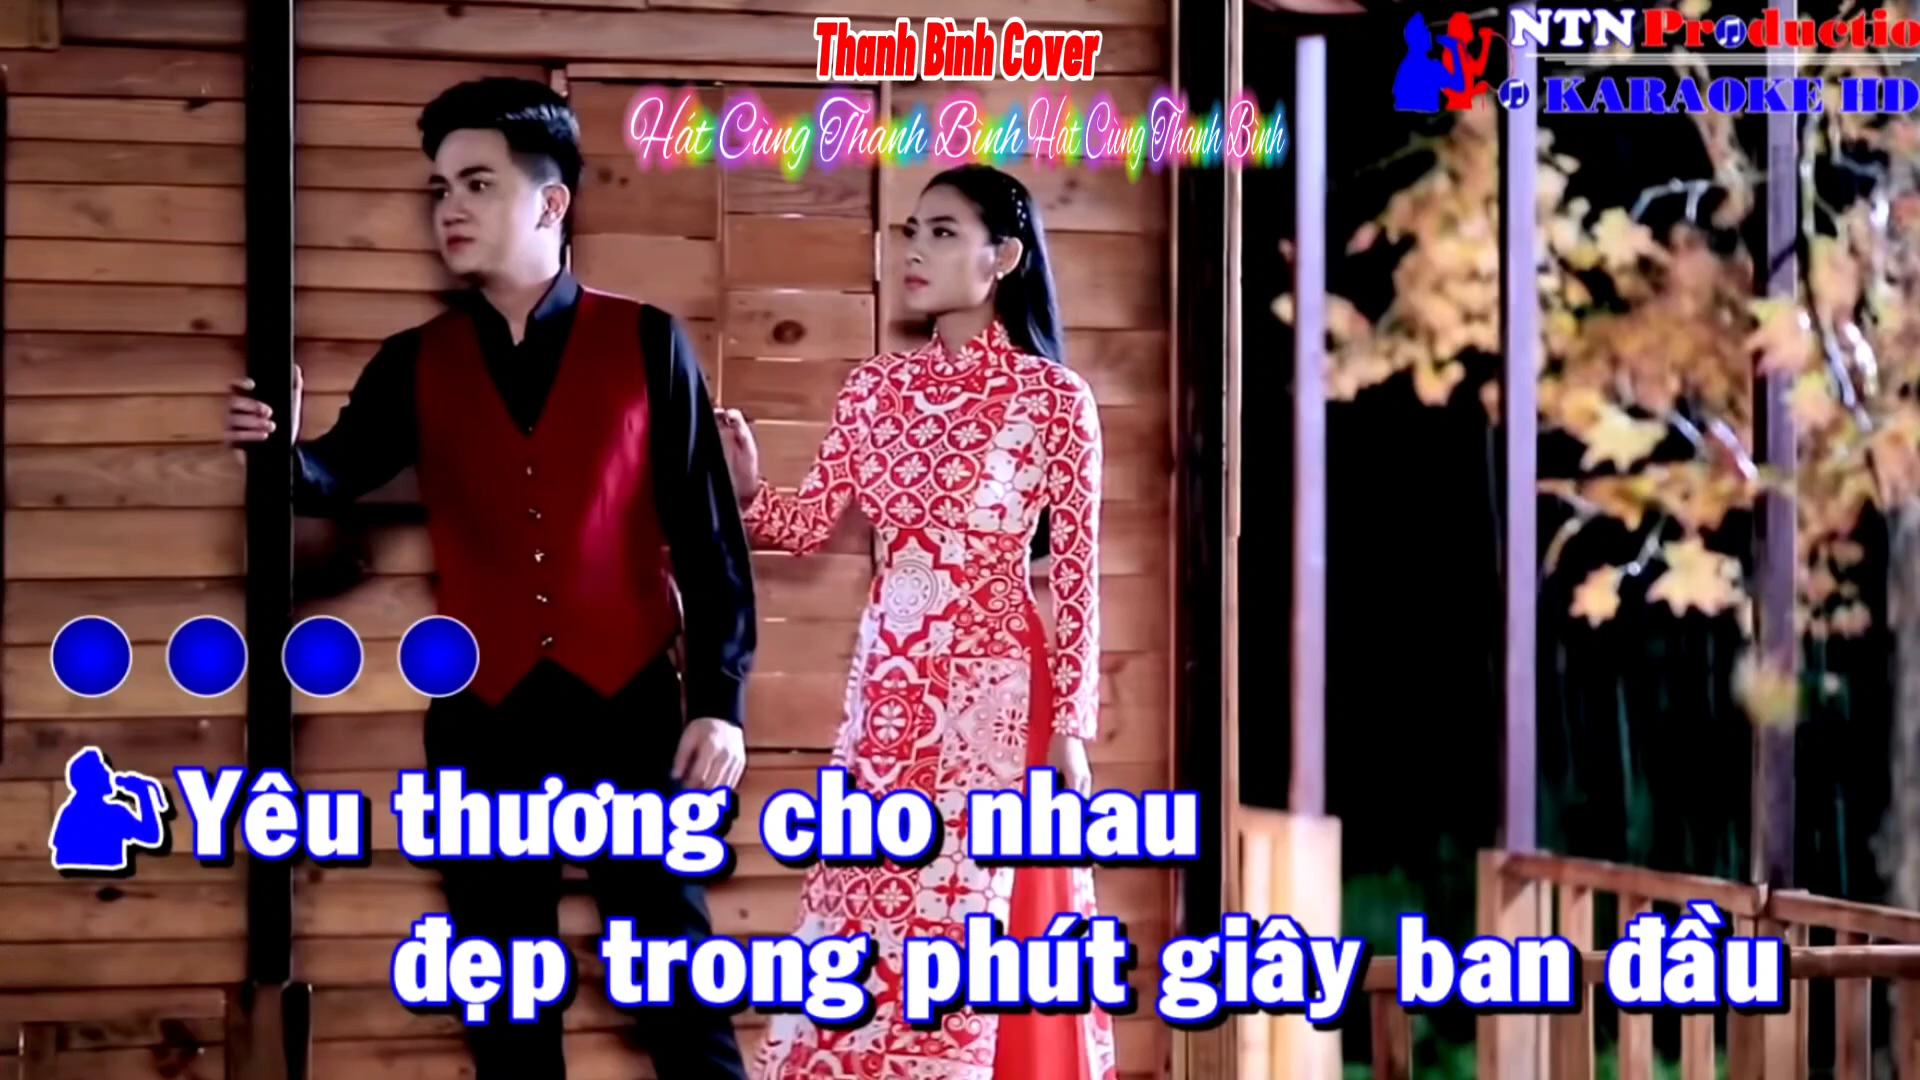 Thanh Bình Cover
Hát Cùng Thanh Bình Hát Cùng Thanh Bình
NTN Productio
KARAOKE HD
Yêu thương cho nhau
đẹp trong phút giây ban đầu